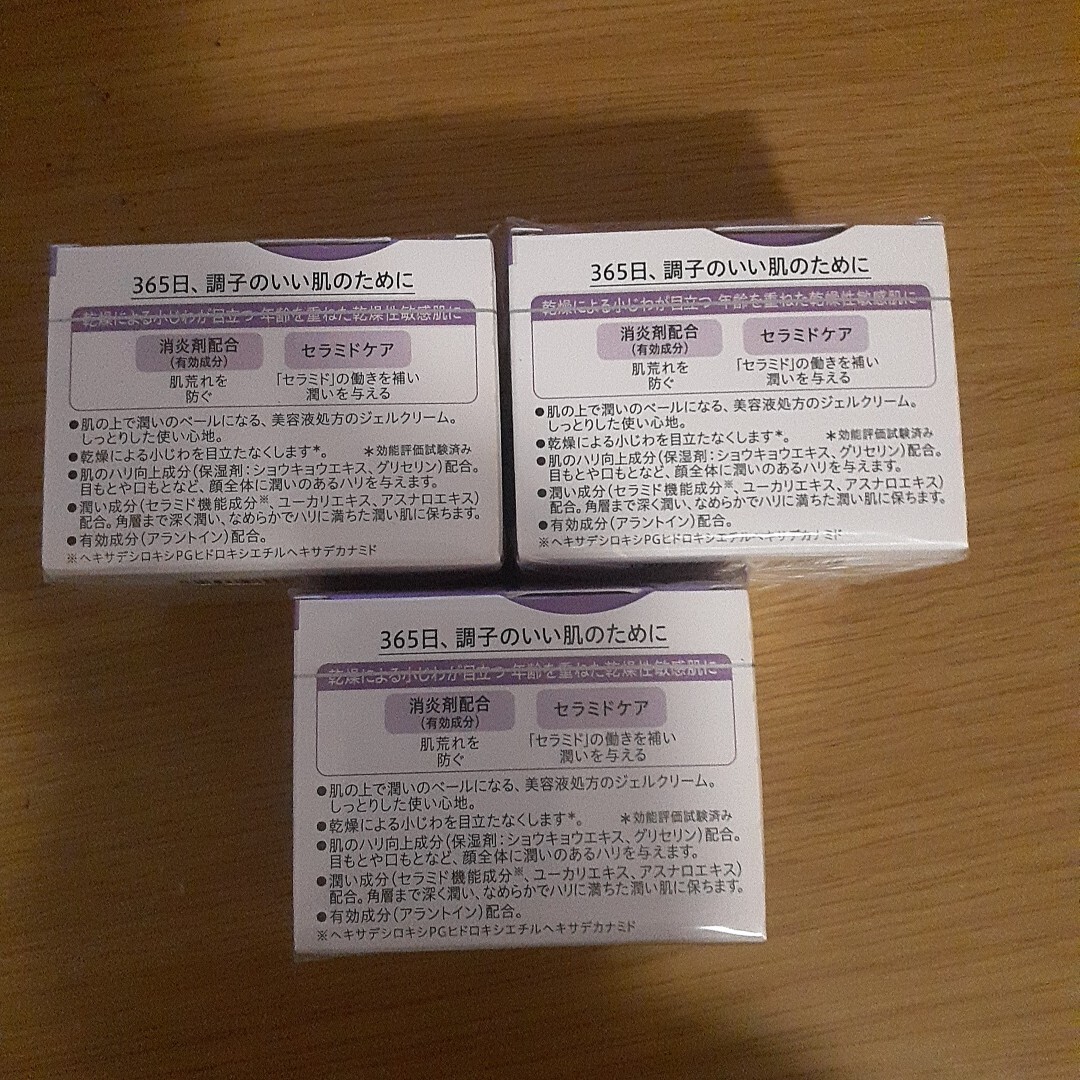 365日、調子のいい肌のために
乾燥による小じわが目立つ 年齢を重ねた乾燥性敏感肌に
消炎剤配合
(有効成分)
肌荒れを
防ぐ
セラミドケア
「セラミド」の働きを補い
潤いを与える
●肌の上で潤いのベールになる、美容液処方のジェルクリーム。
しっとりした使い心地。
●乾燥による小じわを目立たなくします*。 *効能評価試験済み
●肌のハリ向上成分(保湿剤:ショウキョウエキス、グリセリン)配合。
目もとや口もとなど、顔全体に潤いのあるハリを与えます。
●潤い成分(セラミド機能成分※、ユーカリエキス、アスナロエキス)
配合。角層まで深く潤い、なめらかでハリに満ちた潤い肌に保ちます。
●有効成分(アラントイン)配合。
※ヘキサデシロキシPGヒドロキシエチルヘキサデカナミド
365日、調子のいい肌のために
乾燥による小じわが目立つ 年齢を重ねた乾燥性敏感肌に
消炎剤配合
(有効成分)
肌荒れを
防ぐ
セラミドケア
「セラミド」の働きを補い
潤いを与える
●肌の上で潤いのベールになる、美容液処方のジェルクリーム。
しっとりした使い心地。
●乾燥による小じわを目立たなくします*。 *効能評価試験済み
●肌のハリ向上成分(保湿剤:ショウキョウエキス、グリセリン)配合。
目もとや口もとなど、顔全体に潤いのあるハリを与えます。
●潤い成分(セラミド機能成分※、ユーカリエキス、アスナロエキス)
配合。角層まで深く潤い、なめらかでハリに満ちた潤い肌に保ちます。
●有効成分(アラントイン)配合。
※ヘキサデシロキシPGヒドロキシエチルヘキサデカナミド
365日、調子のいい肌のために
乾燥による小じわが目立つ 年齢を重ねた乾燥性敏感肌に
消炎剤配合
(有効成分)
肌荒れを
防ぐ
セラミドケア
「セラミド」の働きを補い
潤いを与える
●肌の上で潤いのベールになる、美容液処方のジェルクリーム。
しっとりした使い心地。
●乾燥による小じわを目立たなくします*。 *効能評価試験済み
●肌のハリ向上成分(保湿剤:ショウキョウエキス、グリセリン)配合。
目もとや口もとなど、顔全体に潤いのあるハリを与えます。
●潤い成分(セラミド機能成分※、ユーカリエキス、アスナロエキス)
配合。角層まで深く潤い、なめらかでハリに満ちた潤い肌に保ちます。
●有効成分(アラントイン)配合。
※ヘキサデシロキシPGヒドロキシエチルヘキサデカナミド